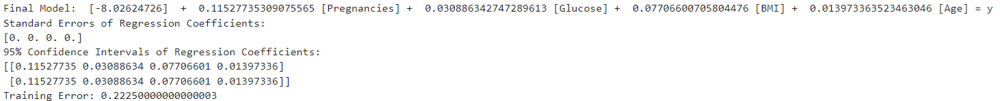 Final Model:  [-8.02624726]  +  0.11527735309075565 [Pregnancies] +  0.030886342747289613 [Glucose] +  0.07706600705804476 [BMI] +  0.013973363523463046 [Age] = y
Standard Errors of Regression Coefficients:
[0. 0. 0. 0.]
95% Confidence Intervals of Regression Coefficients:
[[0.11527735 0.03088634 0.07706601 0.01397336]
 [0.11527735 0.03088634 0.07706601 0.01397336]]
Training Error: 0.22250000000000003